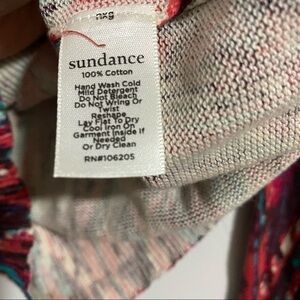 sundance
100% Cotton
Hand Wash Cold
Mild Detergent
Do Not Bleach
Do Not Wring Or
Twist
Reshape
Lay Flat To Dry
Cool Iron On
Garment Inside If
Needed
Or Dry Clean
RN#106205